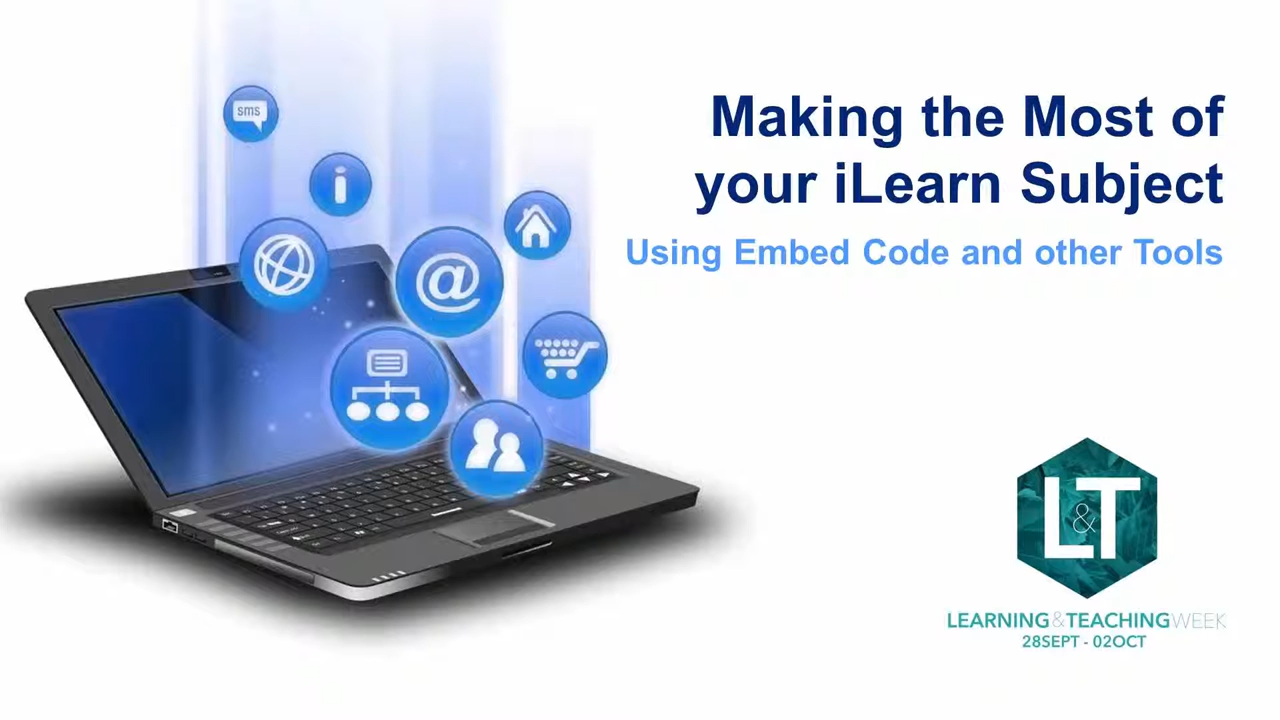 Making the Most of
your iLearn Subject
Using Embed Code and other Tools
sms
i
@
L&T
LEARNING&TEACHINGWEEK
28SEPT - 02OCT